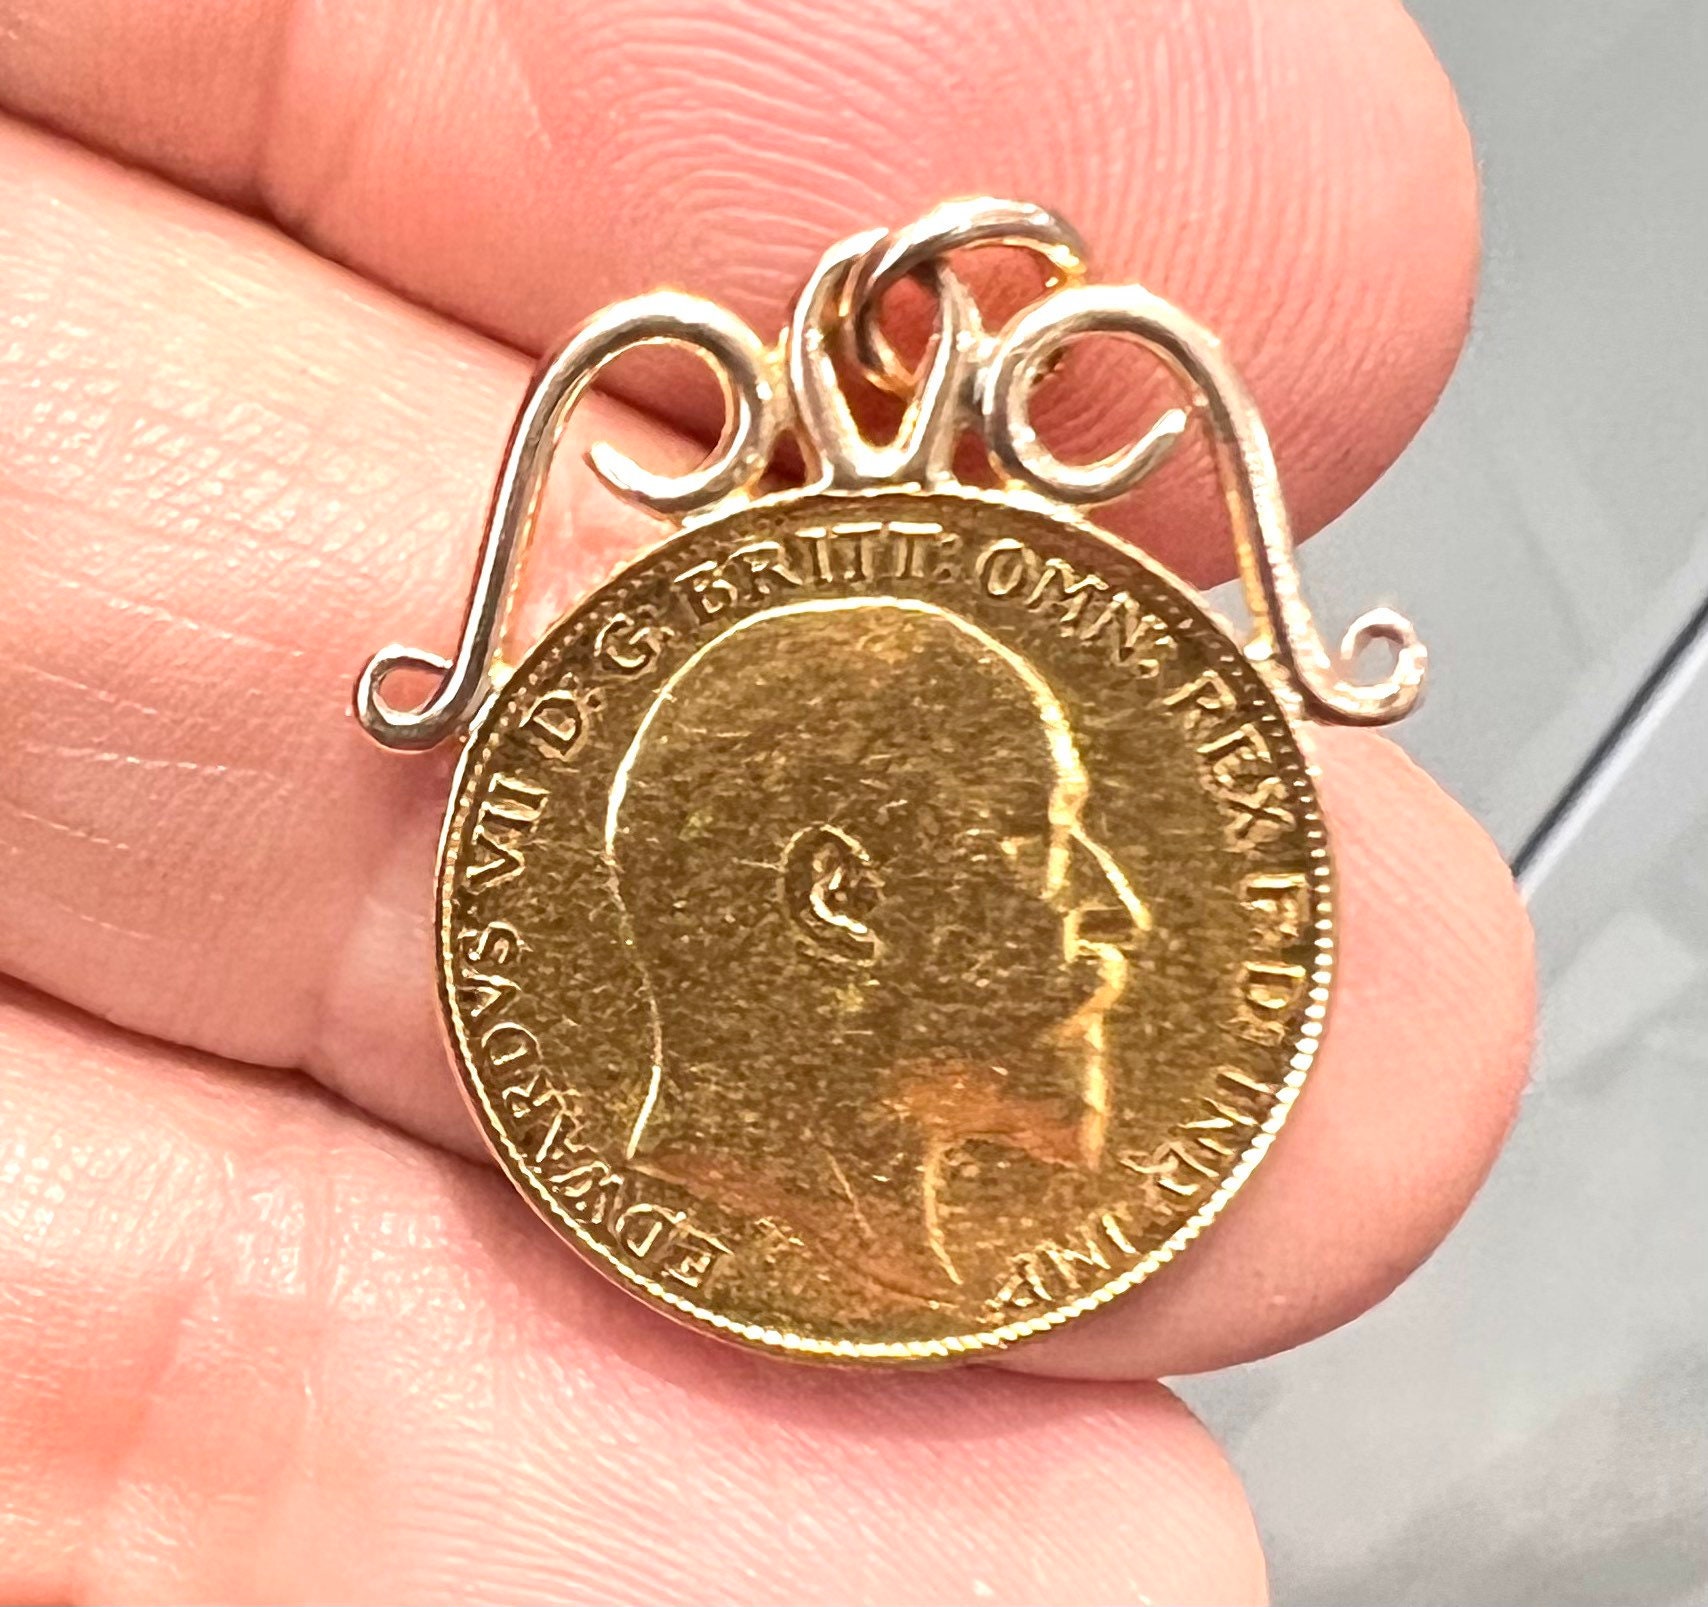 EDWARDVS VII D. G. BRITT: OMN: REX F.D. IND. IMP